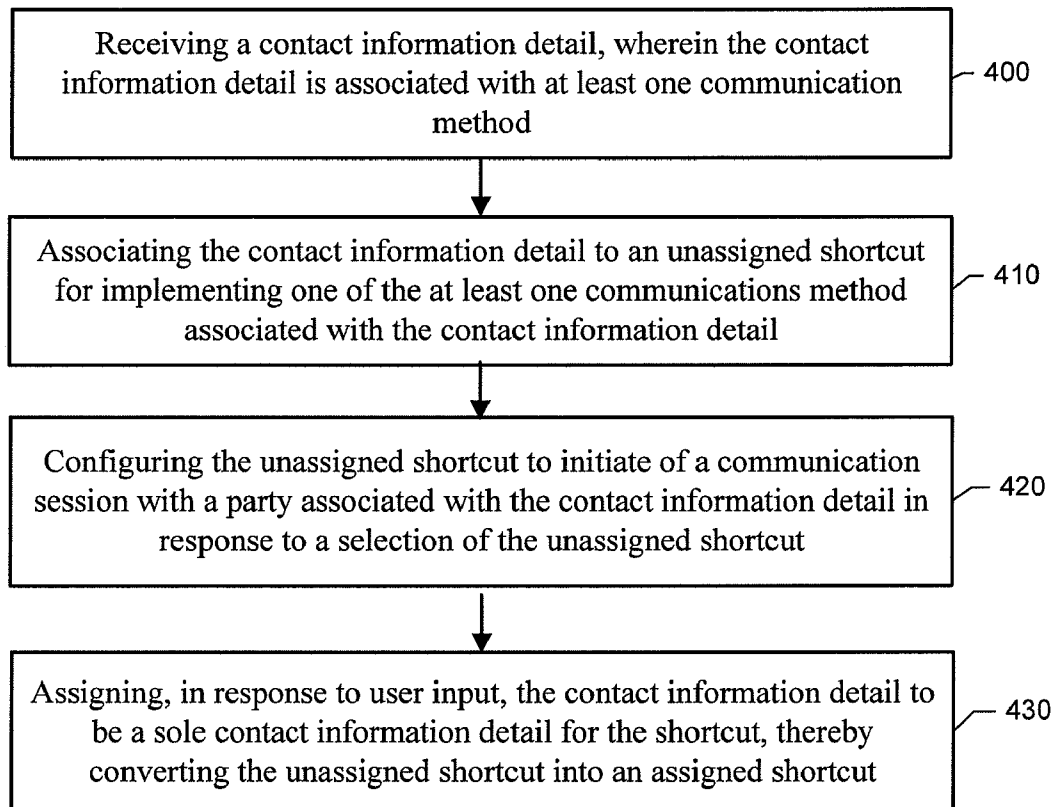 Receiving a contact information detail, wherein the contact
information detail is associated with at least one communication
method
400
Associating the contact information detail to an unassigned shortcut
for implementing one of the at least one communications method
associated with the contact information detail
410
Configuring the unassigned shortcut to initiate of a communication
session with a party associated with the contact information detail in
response to a selection of the unassigned shortcut
420
Assigning, in response to user input, the contact information detail to
be a sole contact information detail for the shortcut, thereby
converting the unassigned shortcut into an assigned shortcut
430